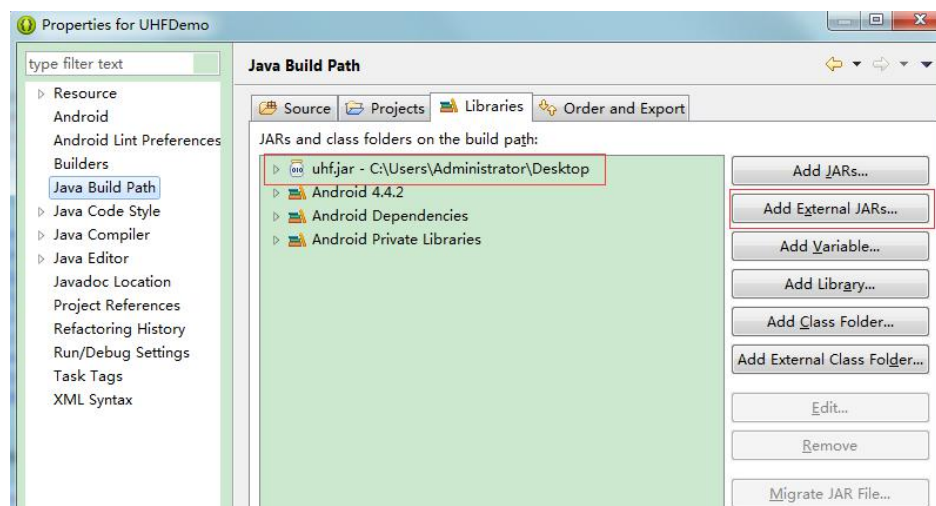 Properties for UHFDemo
type filter text
Resource
Android
Android Lint Preferences
Builders
Java Build Path
Java Code Style
Java Compiler
Java Editor
Javadoc Location
Project References
Refactoring History
Run/Debug Settings
Task Tags
XML Syntax
Java Build Path
Source
Projects
Libraries
Order and Export
JARs and class folders on the build path:
uhf.jar - C:\Users\Administrator\Desktop
Android 4.4.2
Android Dependencies
Android Private Libraries
Add JARs...
Add External JARs...
Add Variable...
Add Library...
Add Class Folder...
Add External Class Folder...
Edit...
Remove
Migrate JAR File...